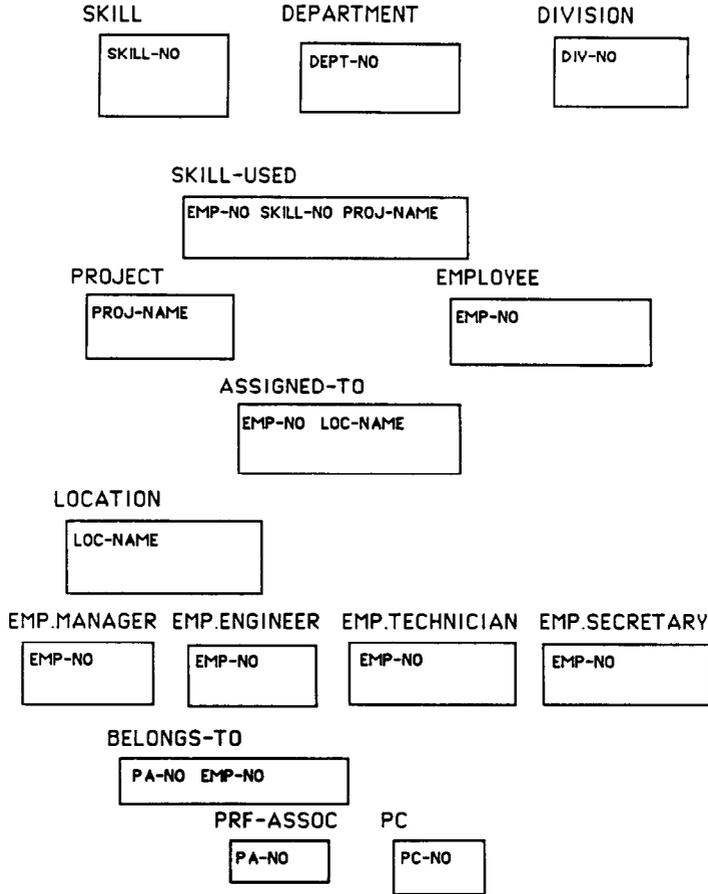 SKILL DEPARTMENT DIVISION
SKILL-NO DEPT-NO DIV-NO
SKILL-USED
EMP-NO SKILL-NO PROJ-NAME
PROJECT EMPLOYEE
PROJ-NAME EMP-NO
ASSIGNED-TO
EMP-NO LOC-NAME
LOCATION
LOC-NAME
EMP.MANAGER EMP.ENGINEER EMP.TECHNICIAN EMP.SECRETARY
EMP-NO EMP-NO EMP-NO EMP-NO
BELONGS-TO
PA-NO EMP-NO
PRF-ASSOC PC
PA-NO PC-NO